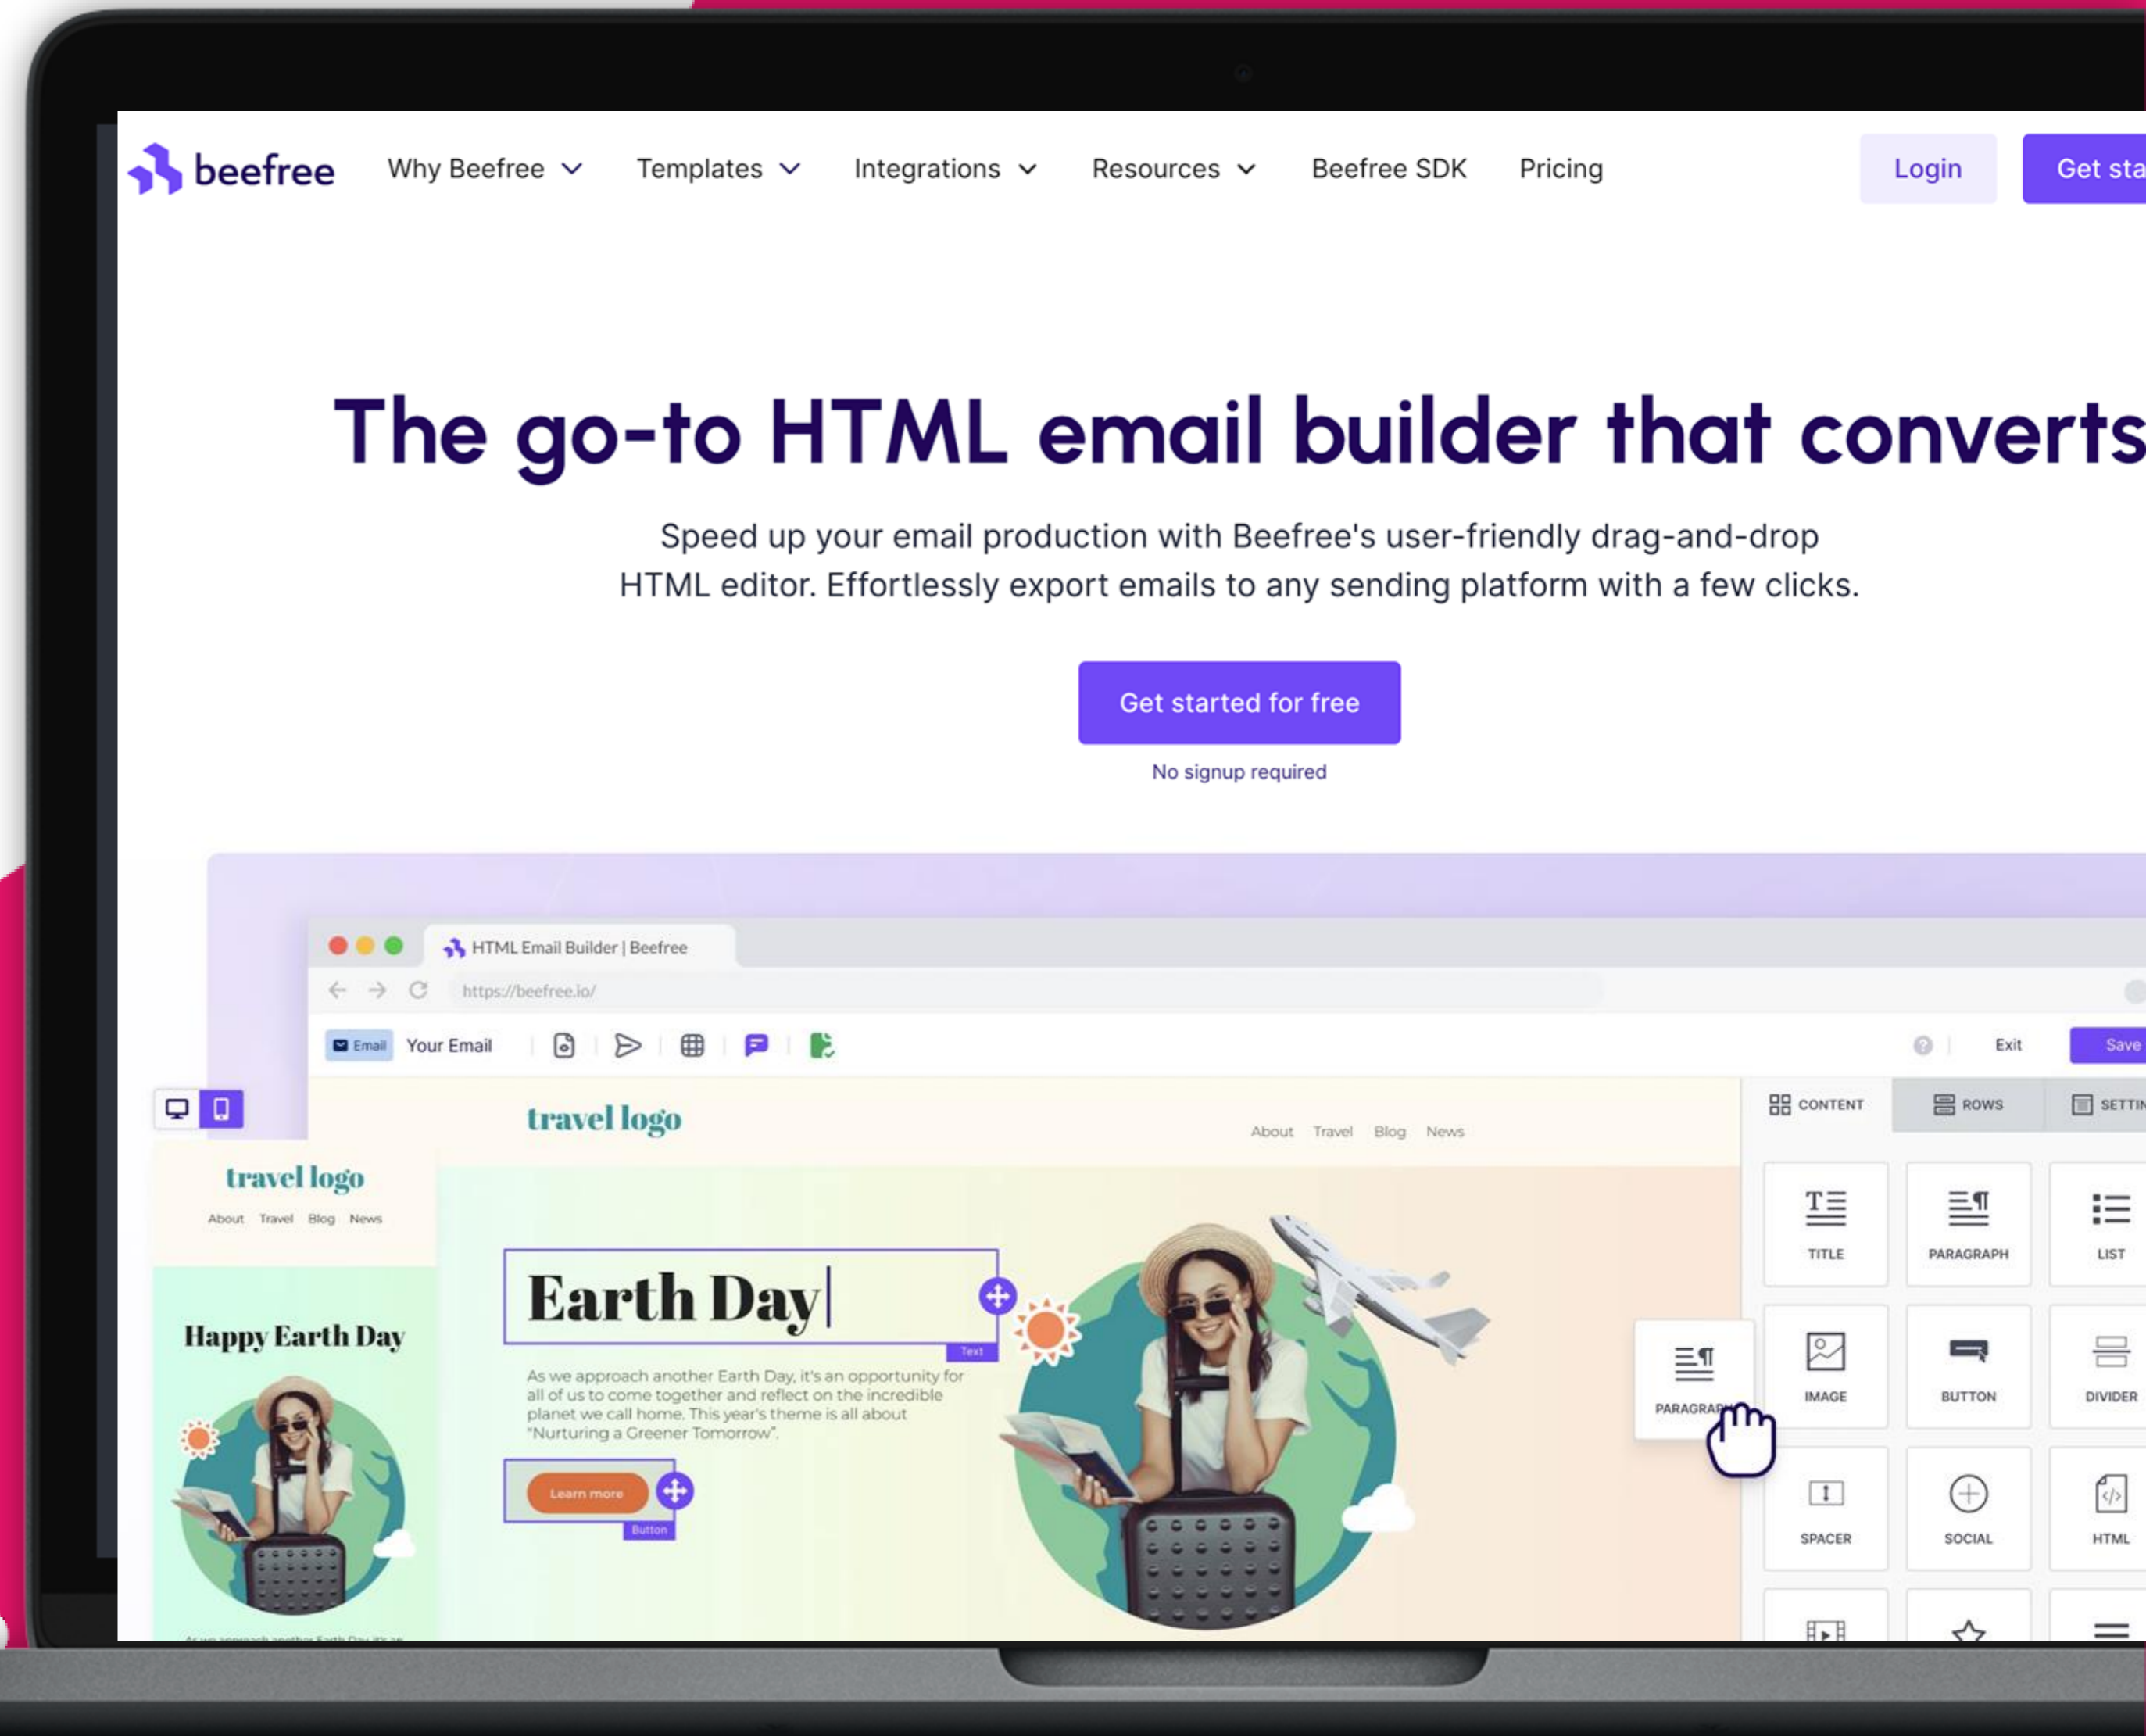 beefree
Why Beefree
Templates
Integrations
Resources
Beefree SDK
Pricing
Login
Get sta
The go-to HTML email builder that converts
Speed up your email production with Beefree's user-friendly drag-and-drop
HTML editor. Effortlessly export emails to any sending platform with a few clicks.
Get started for free
No signup required
HTML Email Builder | Beefree
https://beefree.io/
Email
Your Email
Exit
Save
travel logo
About Travel Blog News
CONTENT
ROWS
SETTIN
travel logo
About Travel Blog News
TITLE
PARAGRAPH
LIST
Earth Day
Text
Happy Earth Day
As we approach another Earth Day, it's an opportunity for
all of us to come together and reflect on the incredible
planet we call home. This year's theme is all about
"Nurturing a Greener Tomorrow".
PARAGRAPH
IMAGE
BUTTON
DIVIDER
Learn more
Button
SPACER
SOCIAL
HTML